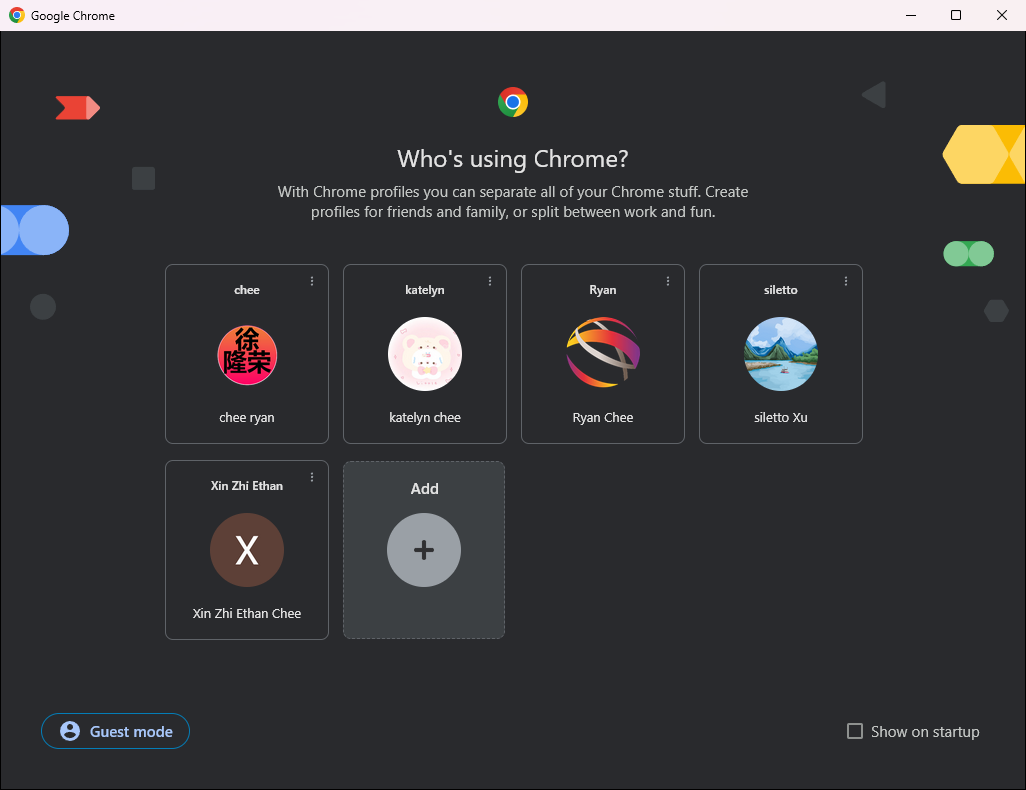 Google Chrome
Who's using Chrome?
With Chrome profiles you can separate all of your Chrome stuff. Create
profiles for friends and family, or split between work and fun.
chee
徐
隆荣
chee ryan
katelyn
katelyn chee
Ryan
Ryan Chee
siletto
siletto Xu
Xin Zhi Ethan
X
Xin Zhi Ethan Chee
Add
Guest mode
Show on startup